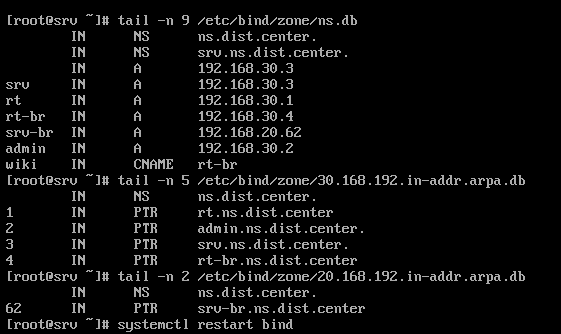 [root@srv ~]# tail -n 9 /etc/bind/zone/ns.db
IN NS ns.dist.center.
IN NS srv.ns.dist.center.
IN A 192.168.30.3
srv IN A 192.168.30.3
rt IN A 192.168.30.1
rt-br IN A 192.168.30.4
srv-br IN A 192.168.20.62
admin IN A 192.168.30.2
wiki IN CNAME rt-br
[root@srv ~]# tail -n 5 /etc/bind/zone/30.168.192.in-addr.arpa.db
IN NS ns.dist.center.
1 IN PTR rt.ns.dist.center
2 IN PTR admin.ns.dist.center.
3 IN PTR srv.ns.dist.center.
4 IN PTR rt-br.ns.dist.center
[root@srv ~]# tail -n 2 /etc/bind/zone/20.168.192.in-addr.arpa.db
IN NS ns.dist.center.
62 IN PTR srv-br.ns.dist.center
[root@srv ~]# systemctl restart bind